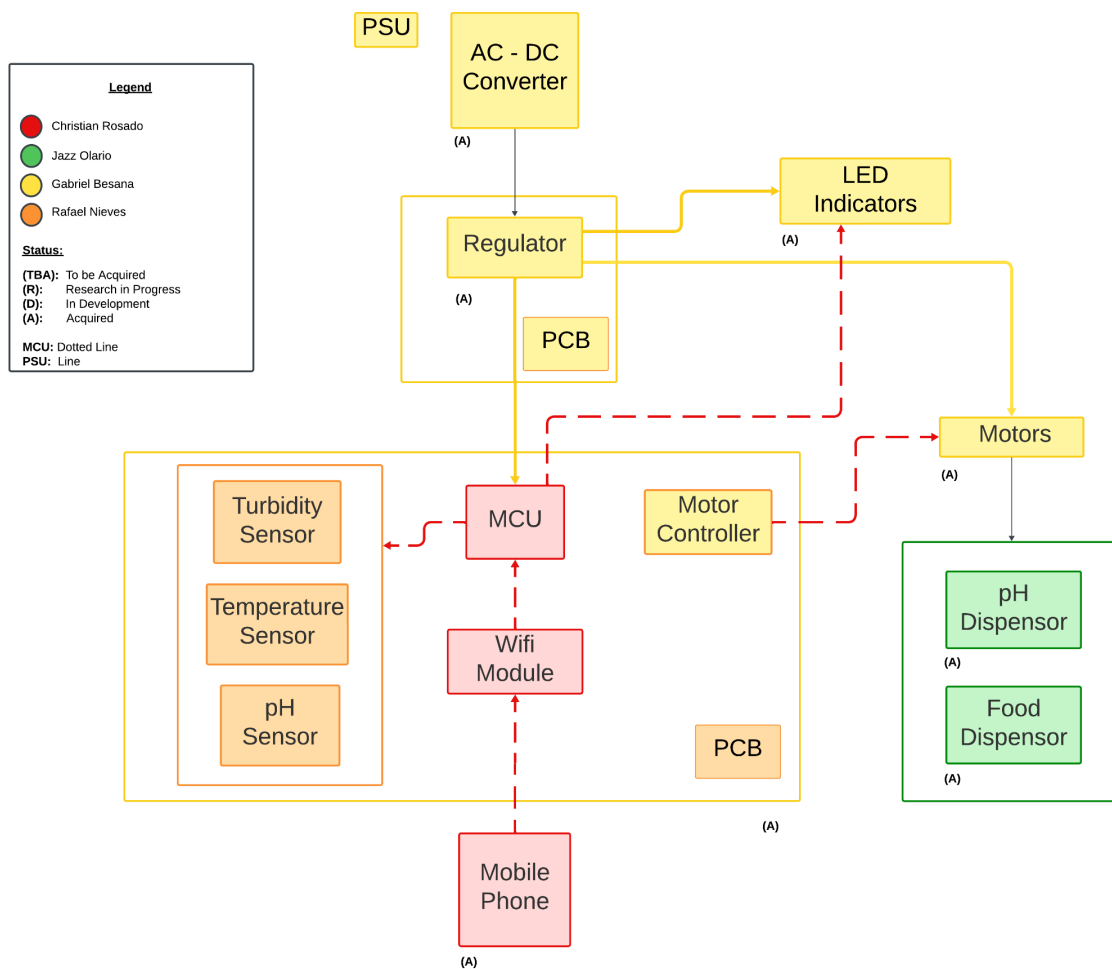 PSU
AC - DC
Converter
(A)
Legend
Christian Rosado
Jazz Olario
Gabriel Besana
Rafael Nieves
Status:
(TBA): To be Acquired
(R): Research in Progress
(D): In Development
(A): Acquired
MCU: Dotted Line
PSU: Line
LED
Indicators
(A)
Regulator
(A)
PCB
Motors
(A)
Turbidity
Sensor
MCU
Motor
Controller
Temperature
Sensor
Wifi
Module
pH
Sensor
PCB
(A)
pH
Dispensor
(A)
Food
Dispensor
(A)
Mobile
Phone
(A)